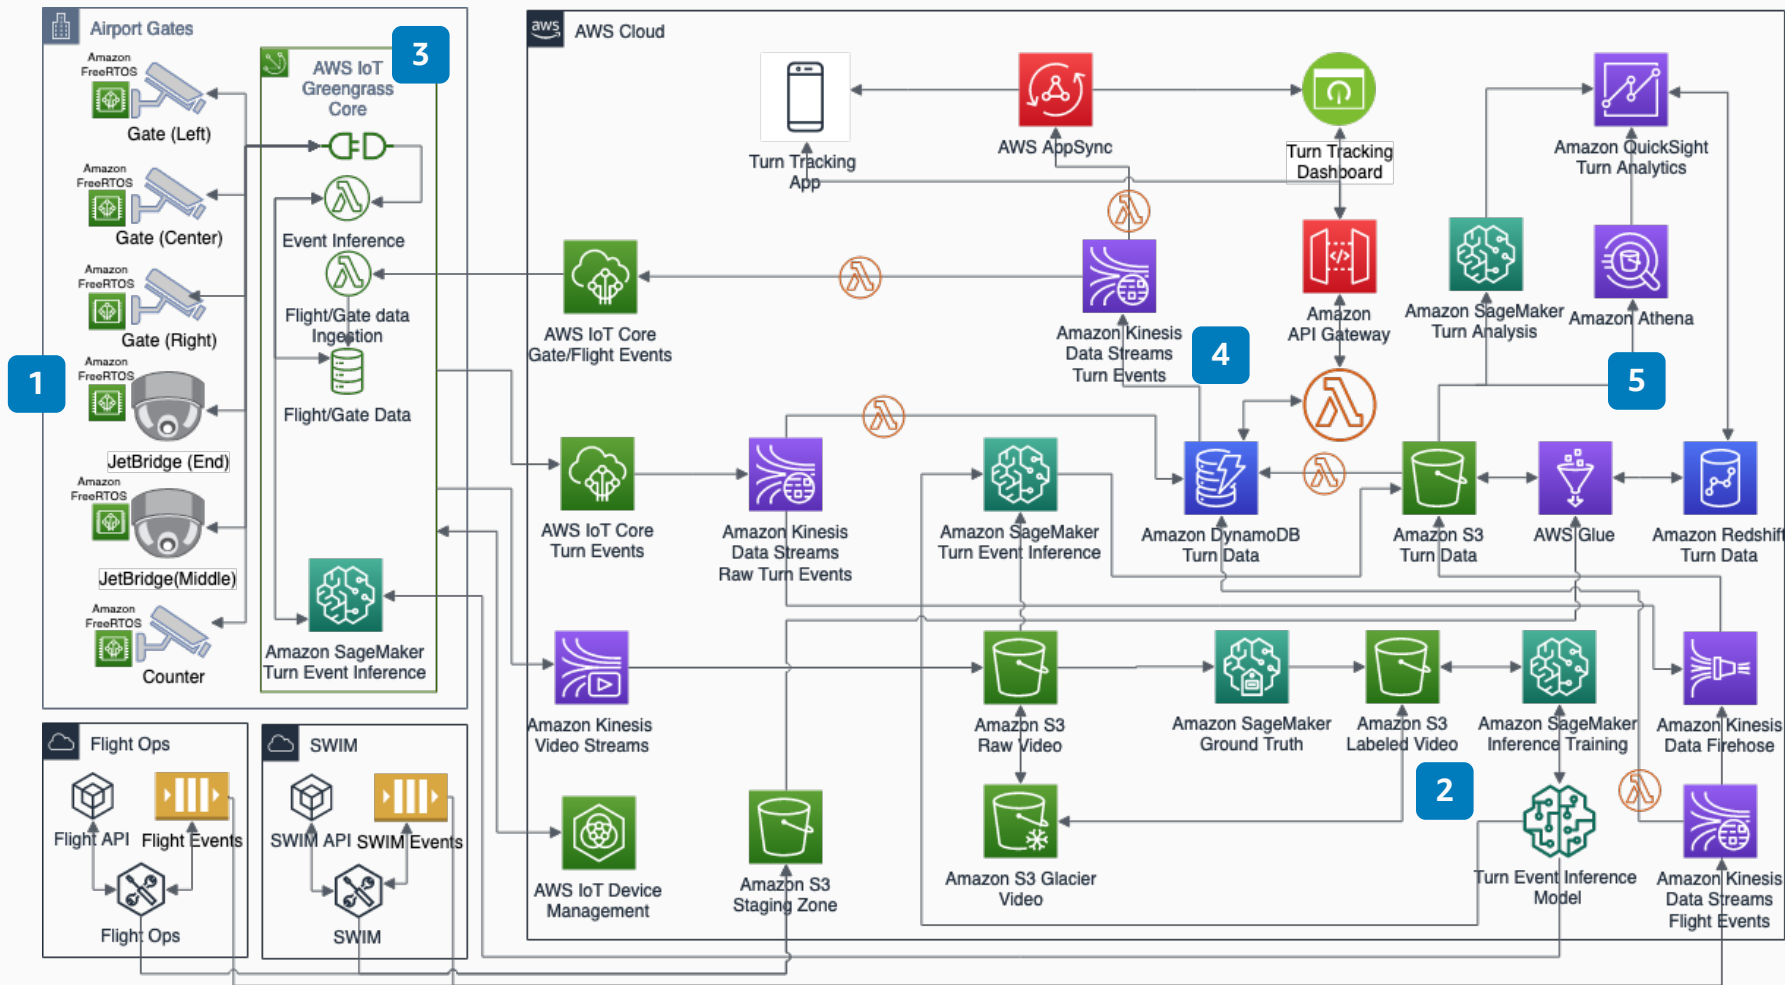 Airport Gates
3
Amazon
FreeRTOS
Gate (Left)
Amazon
FreeRTOS
Gate (Center)
Amazon
FreeRTOS
Gate (Right)
1
Amazon
FreeRTOS
JetBridge (End)
Amazon
FreeRTOS
JetBridge(Middle)
Amazon
FreeRTOS
Counter
AWS IoT
Greengrass
Core
Event Inference
Flight/Gate data
Ingestion
Flight/Gate Data
Amazon SageMaker
Turn Event Inference
Flight Ops
Flight API
Flight Events
Flight Ops
SWIM
SWIM API
SWIM Events
SWIM
aws
AWS Cloud
Turn Tracking
App
AWS AppSync
Turn Tracking
Dashboard
Amazon QuickSight
Turn Analytics
AWS IoT Core
Gate/Flight Events
Amazon Kinesis
Data Streams
Turn Events
4
Amazon
API Gateway
Amazon SageMaker
Turn Analysis
Amazon Athena
5
AWS IoT Core
Turn Events
Amazon Kinesis
Data Streams
Raw Turn Events
Amazon SageMaker
Turn Event Inference
Amazon DynamoDB
Turn Data
Amazon S3
Turn Data
AWS Glue
Amazon Redshift
Turn Data
Amazon Kinesis
Video Streams
Amazon S3
Raw Video
Amazon SageMaker
Ground Truth
Amazon S3
Labeled Video
Amazon SageMaker
Inference Training
Amazon Kinesis
Data Firehose
2
AWS IoT Device
Management
Amazon S3
Staging Zone
Amazon S3 Glacier
Video
Turn Event Inference
Model
Amazon Kinesis
Data Streams
Flight Events